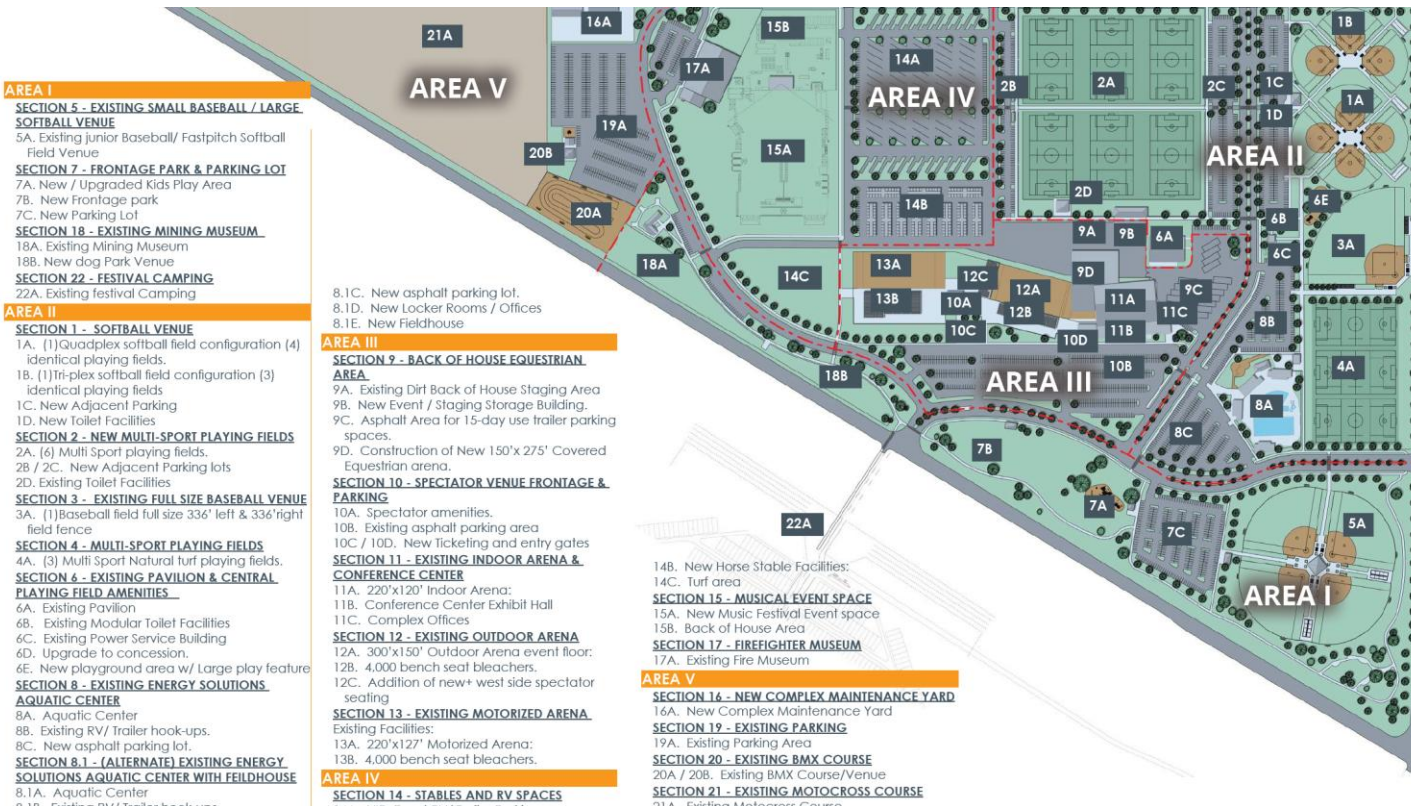 AREA I
SECTION 5 - EXISTING SMALL BASEBALL / LARGE
SOFTBALL VENUE
5A. Existing junior Baseball/ Fastpitch Softball
Field Venue
SECTION 7 - FRONTAGE PARK & PARKING LOT
7A. New / Upgraded Kids Play Area
7B. New Frontage park
7C. New Parking Lot
SECTION 18 - EXISTING MINING MUSEUM
18A. Existing Mining Museum
18B. New dog Park Venue
SECTION 22 - FESTIVAL CAMPING
22A. Existing festival Camping
AREA II
SECTION 1 - SOFTBALL VENUE
1A. (1)Quadplex softball field configuration (4)
identical playing fields.
1B. (1)Tri-plex softball field configuration (3)
identical playing fields
1C. New Adjacent Parking
1D. New Toilet Facilities
SECTION 2 - NEW MULTI-SPORT PLAYING FIELDS
2A. (6) Multi Sport playing fields.
2B / 2C. New Adjacent Parking lots
2D. Existing Toilet Facilities
SECTION 3 - EXISTING FULL SIZE BASEBALL VENUE
3A. (1)Baseball field full size 336' left & 336'right
field fence
SECTION 4 - MULTI-SPORT PLAYING FIELDS
4A. (3) Multi Sport Natural turf playing fields.
SECTION 6 - EXISTING PAVILION & CENTRAL
PLAYING FIELD AMENITIES
6A. Existing Pavilion
6B. Existing Modular Toilet Facilities
6C. Existing Power Service Building
6D. Upgrade to concession.
6E. New playground area w/ Large play feature
SECTION 8 - EXISTING ENERGY SOLUTIONS
AQUATIC CENTER
8A. Aquatic Center
8B. Existing RV/ Trailer hook-ups.
8C. New asphalt parking lot.
SECTION 8.1 - (ALTERNATE) EXISTING ENERGY
SOLUTIONS AQUATIC CENTER WITH FEILDHOUSE
8.1A. Aquatic Center
8.1B. Existing RV/ Trailer hook-ups
8.1C. New asphalt parking lot.
8.1D. New Locker Rooms / Offices
8.1E. New Fieldhouse
AREA III
SECTION 9 - BACK OF HOUSE EQUESTRIAN
AREA
9A. Existing Dirt Back of House Staging Area
9B. New Event / Staging Storage Building.
9C. Asphalt Area for 15-day use trailer parking
spaces.
9D. Construction of New 150'x 275' Covered
Equestrian arena.
SECTION 10 - SPECTATOR VENUE FRONTAGE &
PARKING
10A. Spectator amenities.
10B. Existing asphalt parking area
10C / 10D. New Ticketing and entry gates
SECTION 11 - EXISTING INDOOR ARENA &
CONFERENCE CENTER
11A. 220'x120' Indoor Arena:
11B. Conference Center Exhibit Hall
11C. Complex Offices
SECTION 12 - EXISTING OUTDOOR ARENA
12A. 300'x150' Outdoor Arena event floor:
12B. 4,000 bench seat bleachers.
12C. Addition of new+ west side spectator
seating
SECTION 13 - EXISTING MOTORIZED ARENA
Existing Facilities:
13A. 220'x127' Motorized Arena:
13B. 4,000 bench seat bleachers.
AREA IV
SECTION 14 - STABLES AND RV SPACES
14B. New Horse Stable Facilities:
14C. Turf area
SECTION 15 - MUSICAL EVENT SPACE
15A. New Music Festival Event space
15B. Back of House Area
SECTION 17 - FIREFIGHTER MUSEUM
17A. Existing Fire Museum
AREA V
SECTION 16 - NEW COMPLEX MAINTENANCE YARD
16A. New Complex Maintenance Yard
SECTION 19 - EXISTING PARKING
19A. Existing Parking Area
SECTION 20 - EXISTING BMX COURSE
20A / 20B. Existing BMX Course/Venue
SECTION 21 - EXISTING MOTOCROSS COURSE
21A. Existing Motocross Course
21A
AREA V
16A
15B
17A
14A
AREA IV
2B
2A
2C
1B
1C
1A
1D
AREA II
19A
20B
15A
20A
14B
2D
6E
6B
9A
9B
6A
3A
6C
18A
14C
13A
12C
9D
12A
13B
10A
12B
11A
9C
11C
10C
10D
11B
8B
18B
AREA III
10B
4A
8A
8C
7B
7A
22A
7C
5A
AREA I